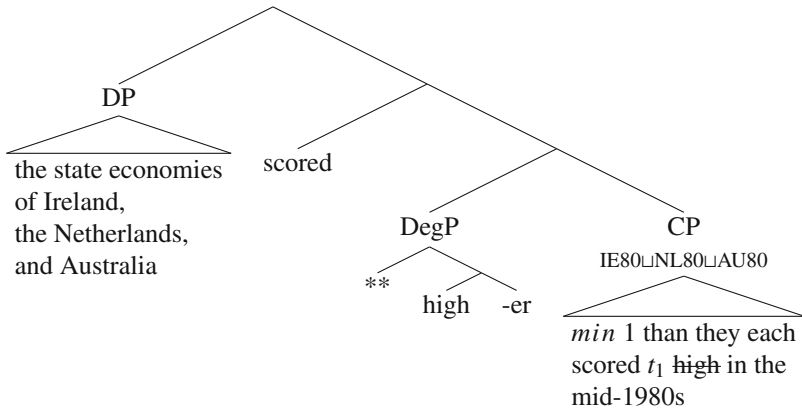 DP
the state economies
of Ireland,
the Netherlands,
and Australia
scored
DegP
**
high
-er
CP
IE80⊔NL80⊔AU80
min 1 than they each
scored t₁ high in the
mid-1980s